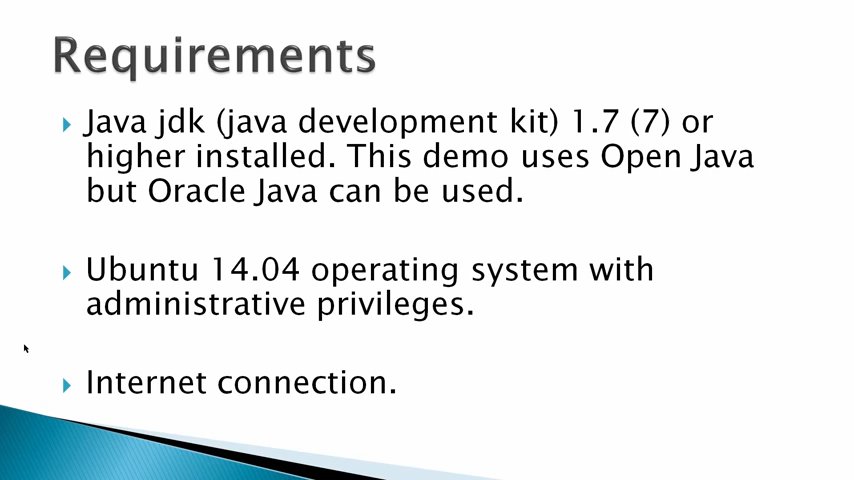 Requirements
Java jdk (java development kit) 1.7 (7) or
higher installed. This demo uses Open Java
but Oracle Java can be used.
Ubuntu 14.04 operating system with
administrative privileges.
Internet connection.